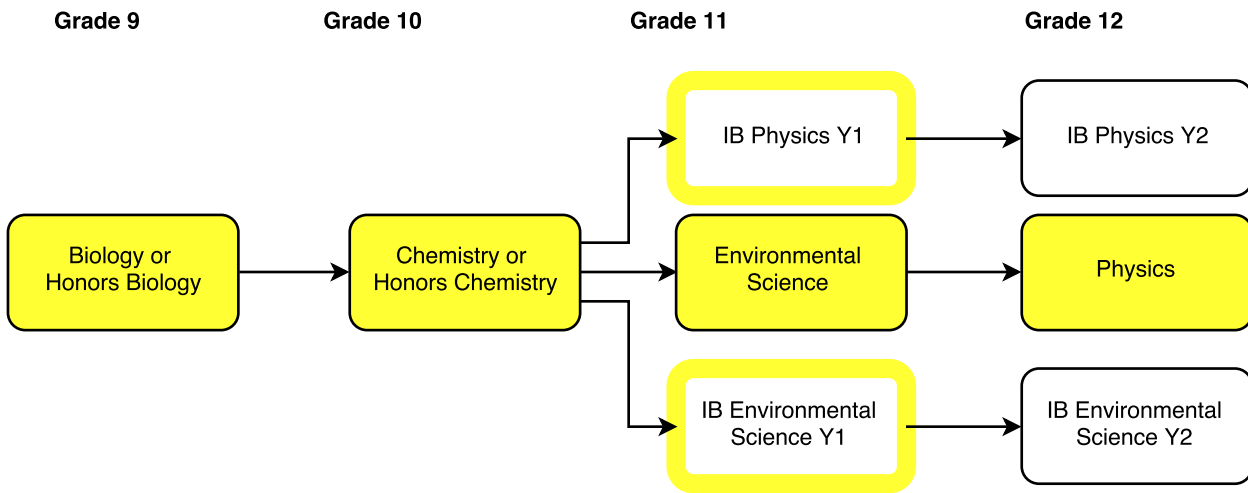 Grade 9
Grade 10
Grade 11
Grade 12
IB Physics Y1
IB Physics Y2
Biology or
Honors Biology
Chemistry or
Honors Chemistry
Environmental
Science
Physics
IB Environmental
Science Y1
IB Environmental
Science Y2